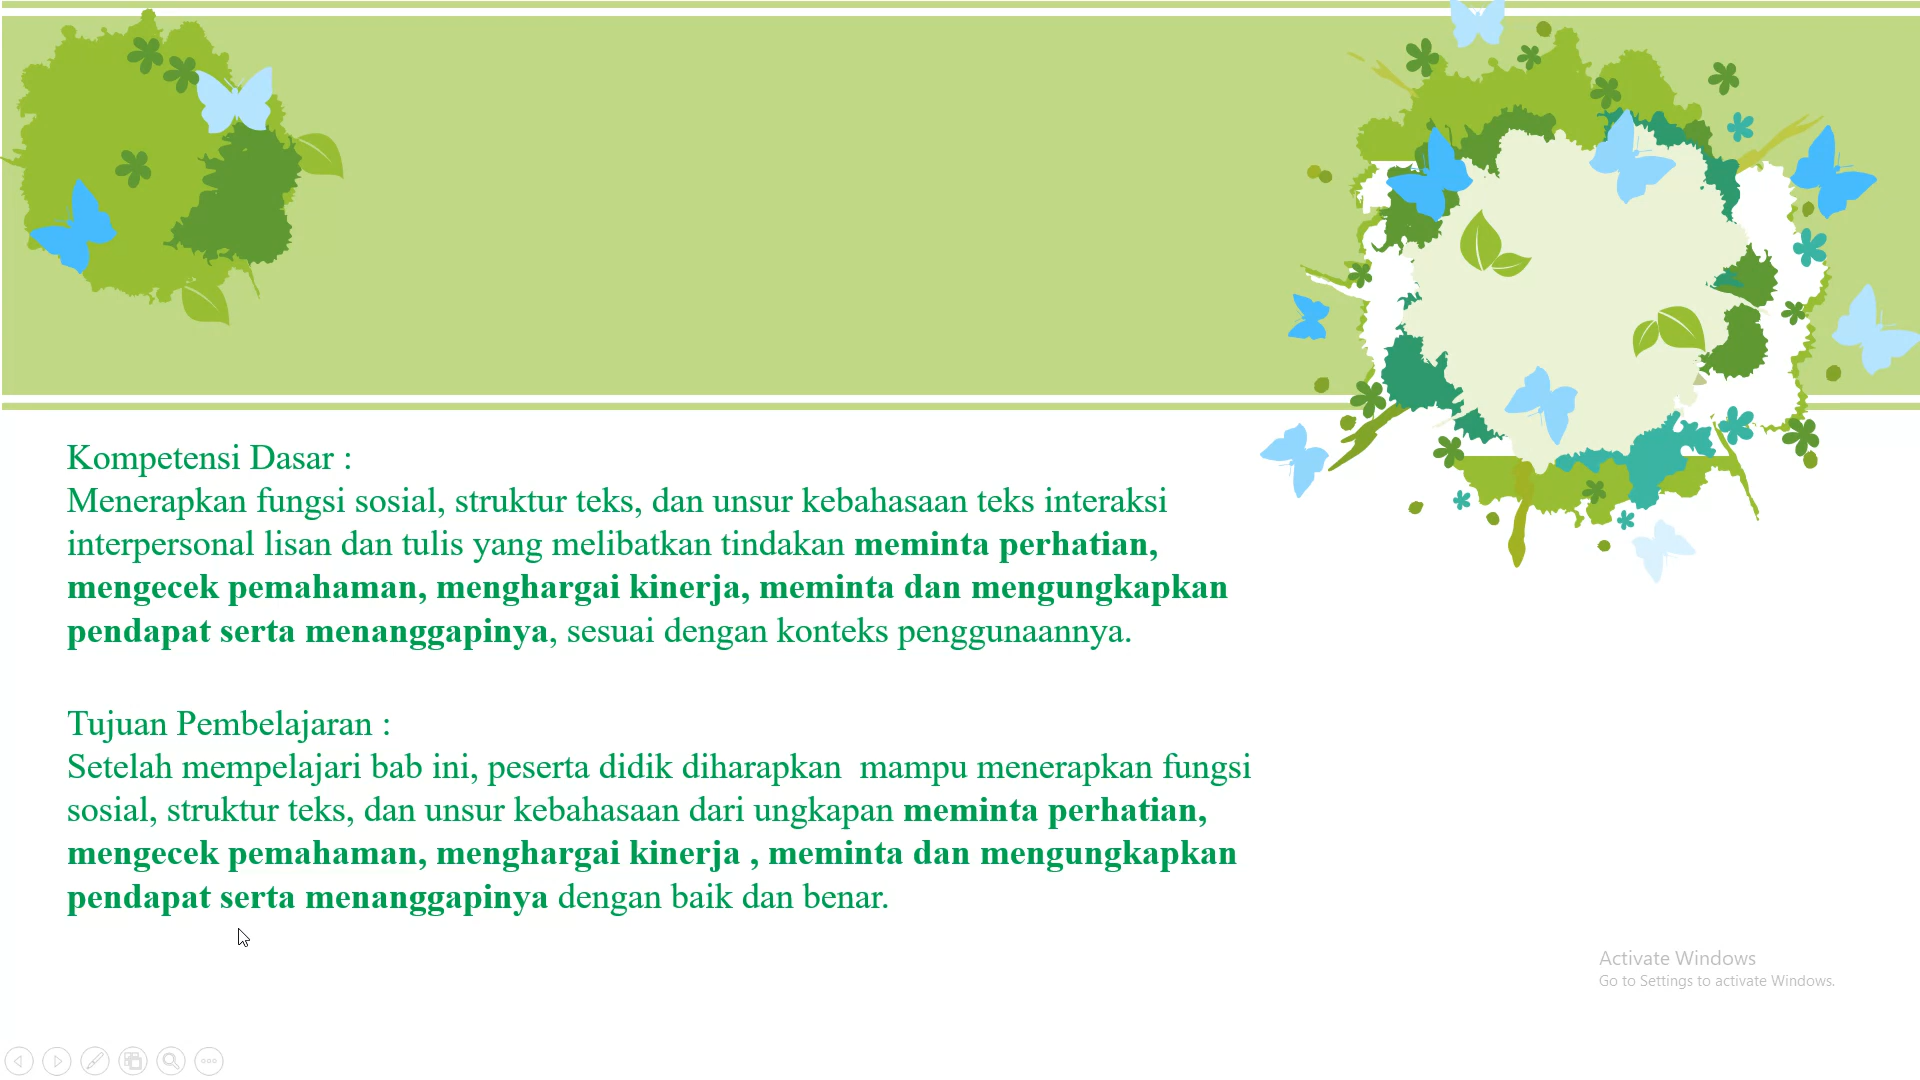 Kompetensi Dasar :
Menerapkan fungsi sosial, struktur teks, dan unsur kebahasaan teks interaksi
interpersonal lisan dan tulis yang melibatkan tindakan meminta perhatian,
mengecek pemahaman, menghargai kinerja, meminta dan mengungkapkan
pendapat serta menanggapinya, sesuai dengan konteks penggunaannya.
Tujuan Pembelajaran :
Setelah mempelajari bab ini, peserta didik diharapkan  mampu menerapkan fungsi
sosial, struktur teks, dan unsur kebahasaan dari ungkapan meminta perhatian,
mengecek pemahaman, menghargai kinerja , meminta dan mengungkapkan
pendapat serta menanggapinya dengan baik dan benar.
Activate Windows
Go to Settings to activate Windows.